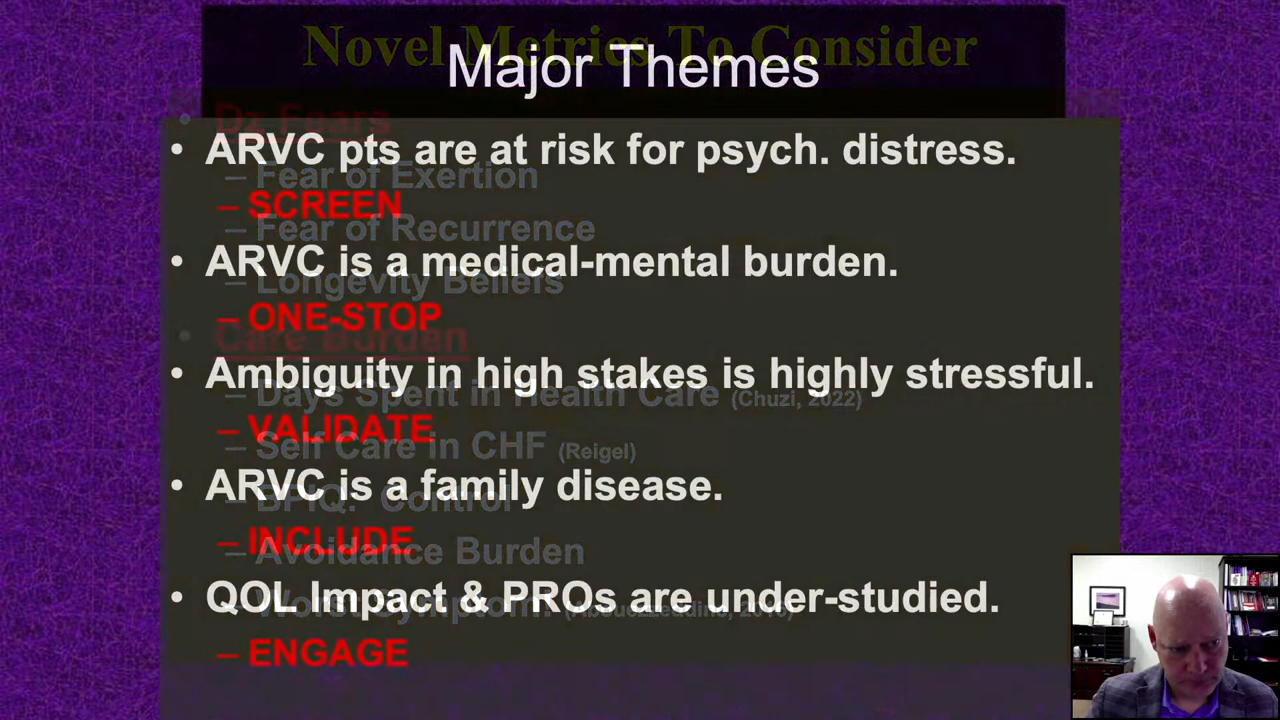 Novel Metrics To Consider
Major Themes
• Dz Fears
• ARVC pts are at risk for psych. distress.
– Fear of Exertion
– SCREEN
– Fear of Recurrence
• ARVC is a medical-mental burden.
– Longevity Beliefs
– ONE-STOP
• Care Burden
• Ambiguity in high stakes is highly stressful.
– Days Spent in Health Care (Chuzi, 2022)
– VALIDATE
– Self Care in CHF (Reigel)
• ARVC is a family disease.
Control
– INCLUDE
– Avoidance Burden
• QOL Impact & PROs are under-studied.
– ENGAGE